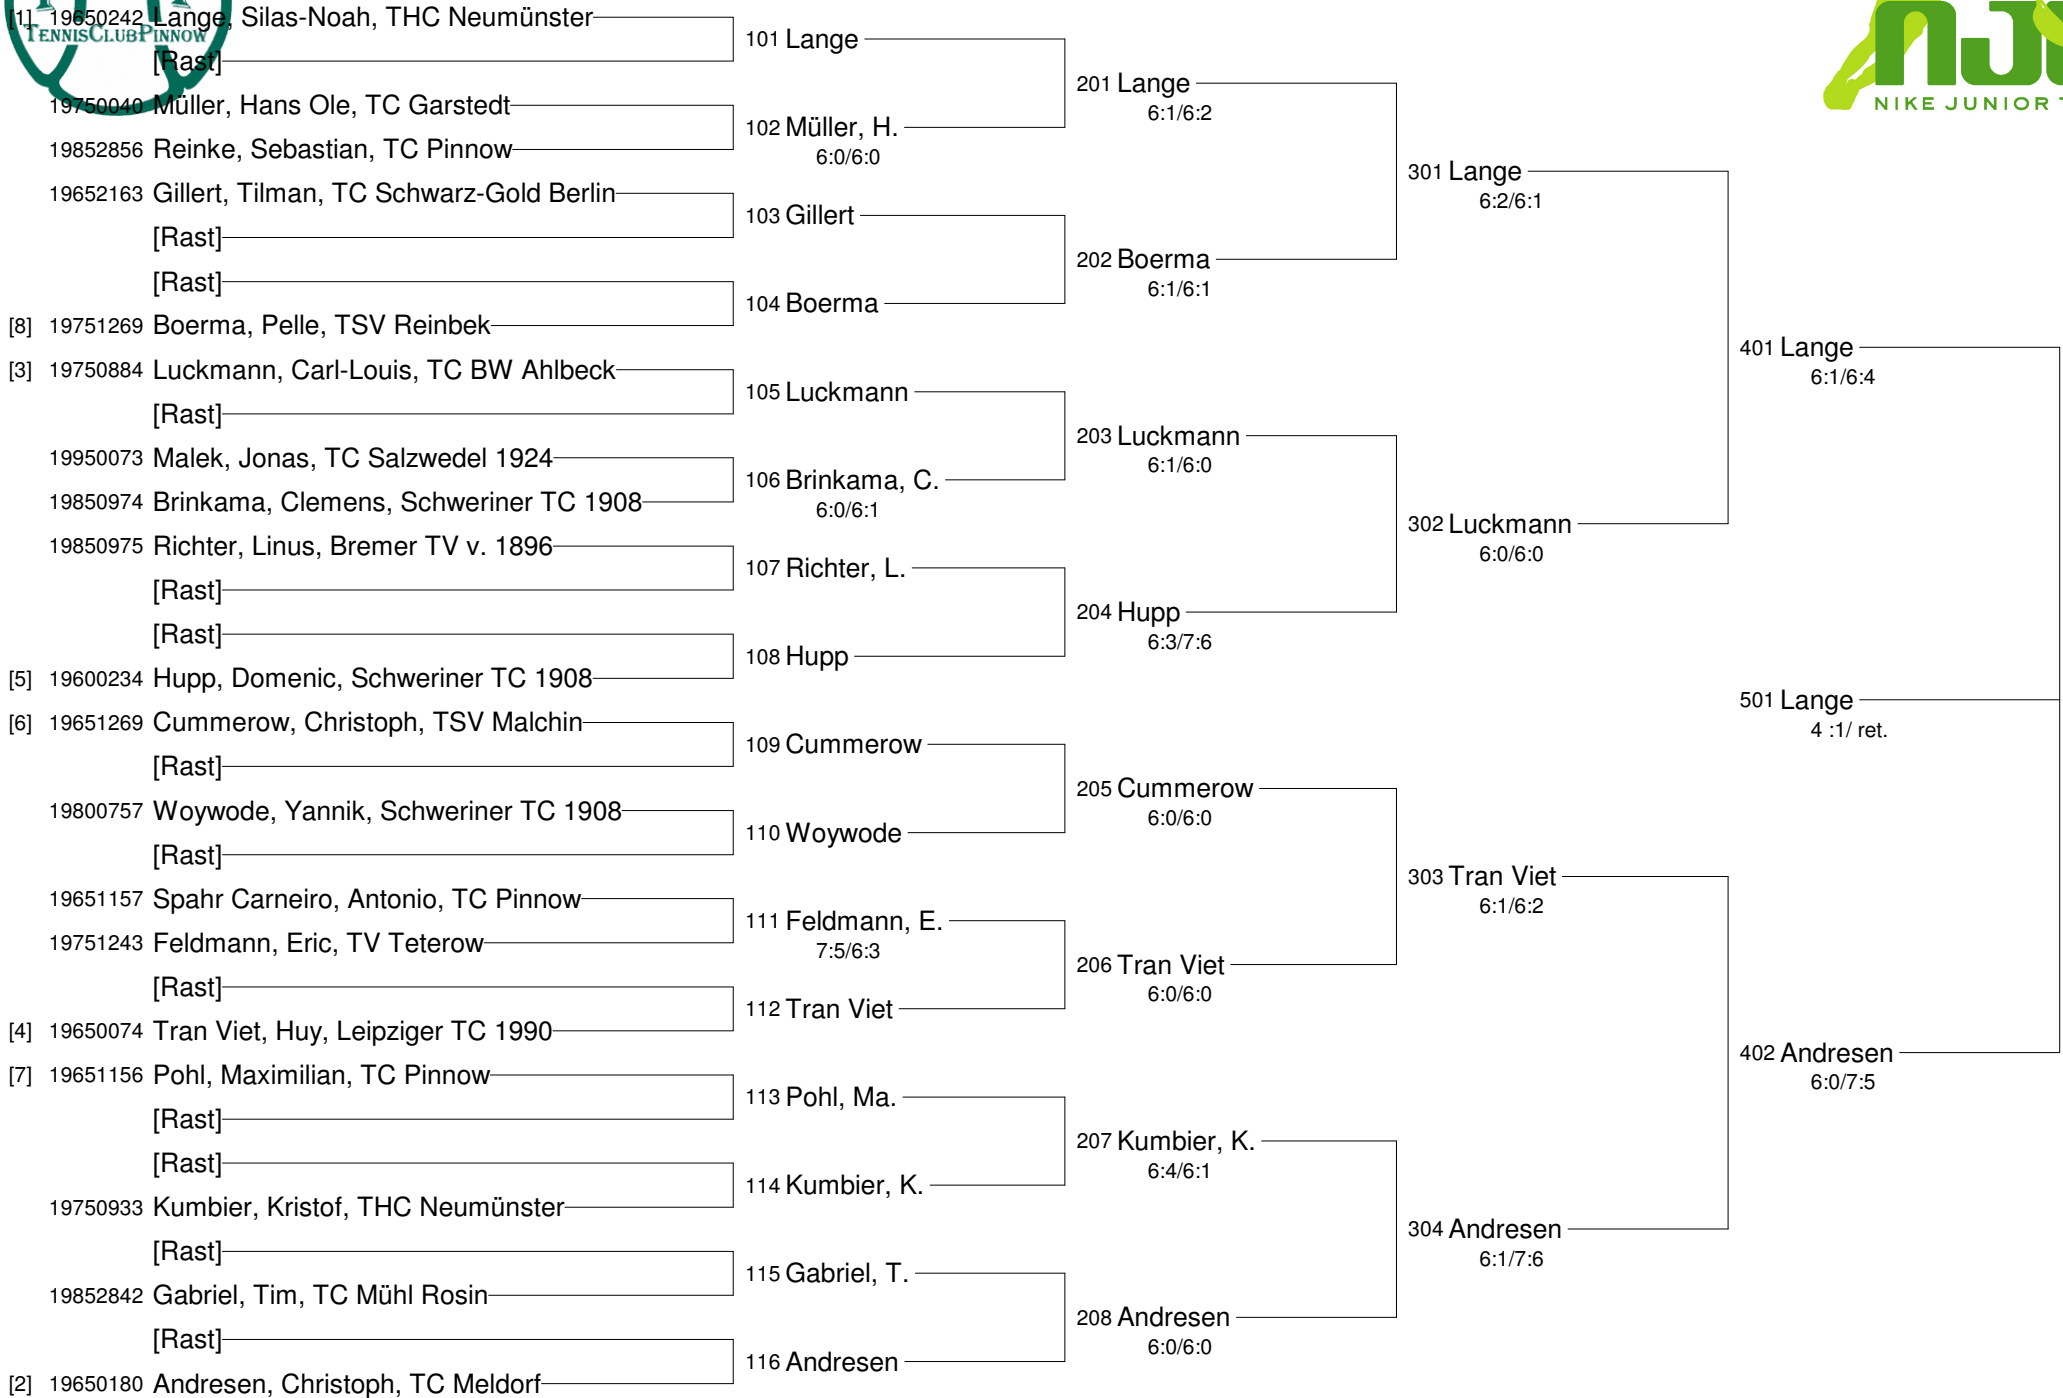 [1] 19650242 Lange, Silas-Noah, THC Neumünster
TENNISCLUBPINNOW
[Rast]
19750040 Müller, Hans Ole, TC Garstedt
19852856 Reinke, Sebastian, TC Pinnow
19652163 Gillert, Tilman, TC Schwarz-Gold Berlin
[Rast]
[Rast]
[8] 19751269 Boerma, Pelle, TSV Reinbek
[3] 19750884 Luckmann, Carl-Louis, TC BW Ahlbeck
[Rast]
19950073 Malek, Jonas, TC Salzwedel 1924
19850974 Brinkama, Clemens, Schweriner TC 1908
19850975 Richter, Linus, Bremer TV v. 1896
[Rast]
[Rast]
[5] 19600234 Hupp, Domenic, Schweriner TC 1908
[6] 19651269 Cummerow, Christoph, TSV Malchin
[Rast]
19800757 Woywode, Yannik, Schweriner TC 1908
[Rast]
19651157 Spahr Carneiro, Antonio, TC Pinnow
19751243 Feldmann, Eric, TV Teterow
[Rast]
[4] 19650074 Tran Viet, Huy, Leipziger TC 1990
[7] 19651156 Pohl, Maximilian, TC Pinnow
[Rast]
[Rast]
19750933 Kumbier, Kristof, THC Neumünster
[Rast]
19852842 Gabriel, Tim, TC Mühl Rosin
[Rast]
[2] 19650180 Andresen, Christoph, TC Meldorf
101 Lange
102 Müller, H.
6:0/6:0
103 Gillert
104 Boerma
105 Luckmann
106 Brinkama, C.
6:0/6:1
107 Richter, L.
108 Hupp
109 Cummerow
110 Woywode
111 Feldmann, E.
7:5/6:3
112 Tran Viet
113 Pohl, Ma.
114 Kumbier, K.
115 Gabriel, T.
116 Andresen
201 Lange
6:1/6:2
202 Boerma
6:1/6:1
203 Luckmann
6:1/6:0
204 Hupp
6:3/7:6
205 Cummerow
6:0/6:0
206 Tran Viet
6:0/6:0
207 Kumbier, K.
6:4/6:1
208 Andresen
6:0/6:0
301 Lange
6:2/6:1
302 Luckmann
6:0/6:0
303 Tran Viet
6:1/6:2
304 Andresen
6:1/7:6
401 Lange
6:1/6:4
501 Lange
4 :1/ ret.
402 Andresen
6:0/7:5
NIKE JUNIOR